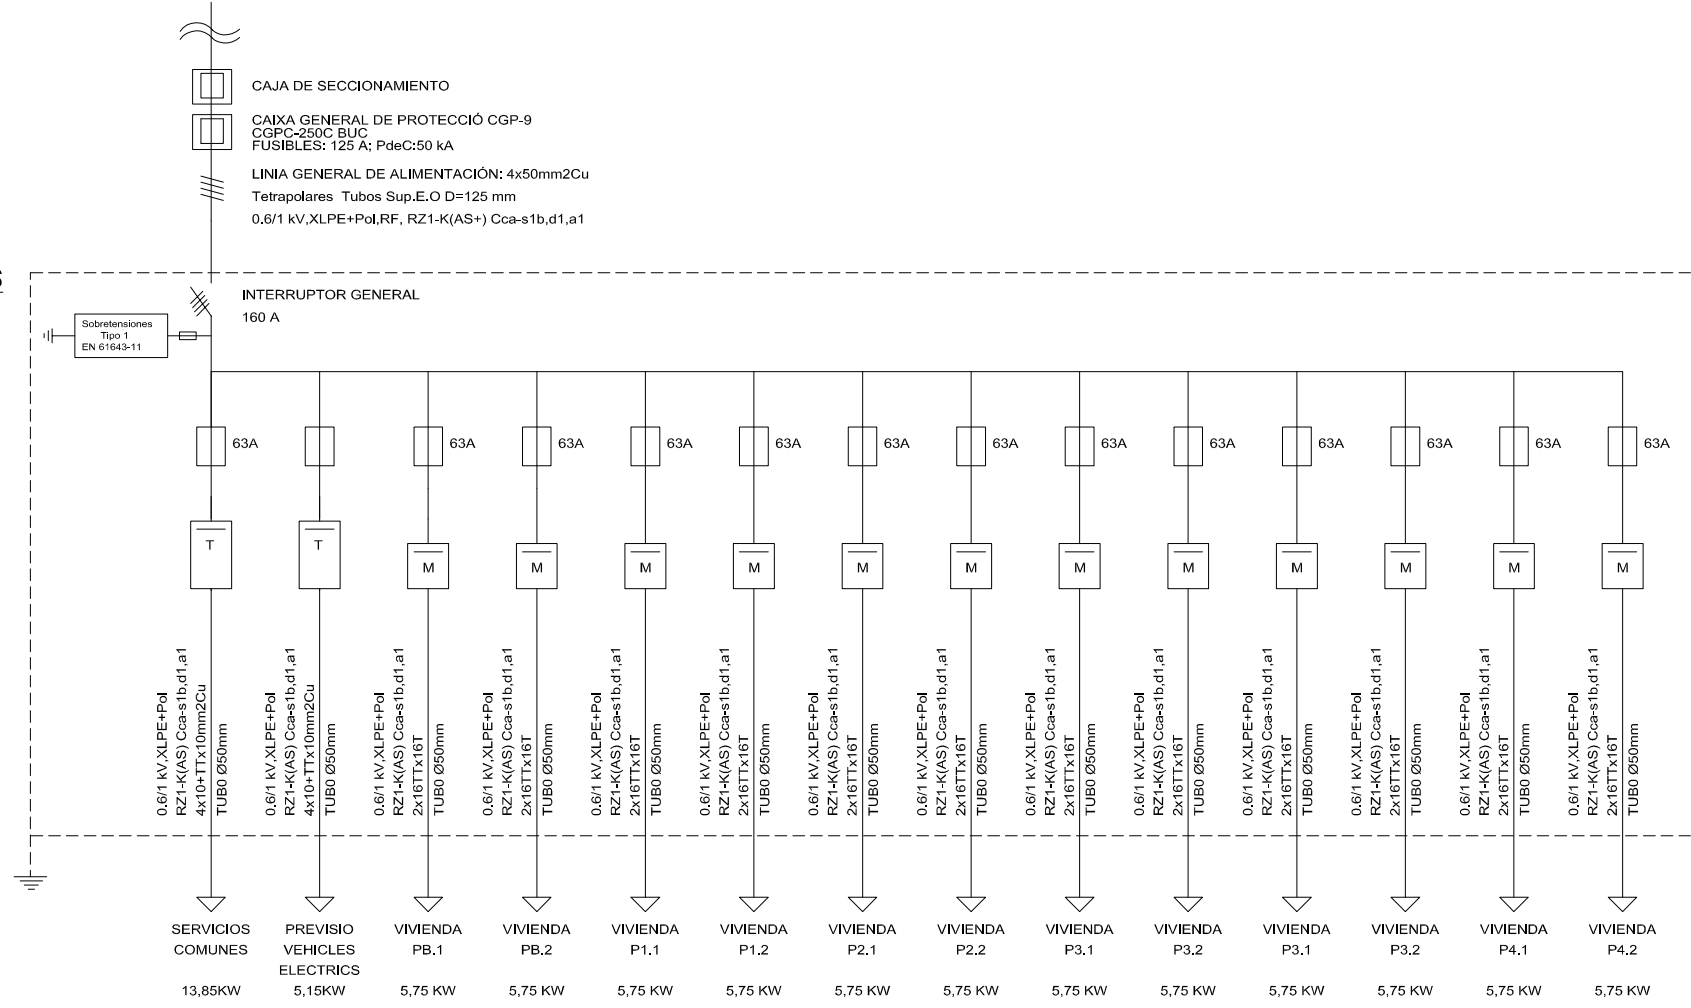 CAJA DE SECCIONAMIENTO
CAIXA GENERAL DE PROTECCIÓ CGP-9
CGPC-250C BUC
FUSIBLES: 125 A; PdeC:50 kA
LINIA GENERAL DE ALIMENTACIÓN: 4x50mm2Cu
Tetrapolares Tubos Sup.E.O D=125 mm
0.6/1 kV,XLPE+Pol,RF, RZ1-K(AS+) Cca-s1b,d1,a1
S
INTERRUPTOR GENERAL
160 A
Sobretensiones
Tipo 1
EN 61643-11
63A
63A
63A
63A
63A
63A
63A
63A
63A
63A
63A
63A
63A
T
T
M
M
M
M
M
M
M
M
M
M
M
M
0.6/1 kV,XLPE+Pol
RZ1-K(AS) Cca-s1b,d1,a1
4x10+TTx10mm2Cu
TUB0 Ø50mm
0.6/1 kV,XLPE+Pol
RZ1-K(AS) Cca-s1b,d1,a1
4x10+TTx10mm2Cu
TUB0 Ø50mm
0.6/1 kV,XLPE+Pol
RZ1-K(AS) Cca-s1b,d1,a1
2x16TTx16T
TUB0 Ø50mm
0.6/1 kV,XLPE+Pol
RZ1-K(AS) Cca-s1b,d1,a1
2x16TTx16T
TUB0 Ø50mm
0.6/1 kV,XLPE+Pol
RZ1-K(AS) Cca-s1b,d1,a1
2x16TTx16T
TUB0 Ø50mm
0.6/1 kV,XLPE+Pol
RZ1-K(AS) Cca-s1b,d1,a1
2x16TTx16T
TUB0 Ø50mm
0.6/1 kV,XLPE+Pol
RZ1-K(AS) Cca-s1b,d1,a1
2x16TTx16T
TUB0 Ø50mm
0.6/1 kV,XLPE+Pol
RZ1-K(AS) Cca-s1b,d1,a1
2x16TTx16T
TUB0 Ø50mm
0.6/1 kV,XLPE+Pol
RZ1-K(AS) Cca-s1b,d1,a1
2x16TTx16T
TUB0 Ø50mm
0.6/1 kV,XLPE+Pol
RZ1-K(AS) Cca-s1b,d1,a1
2x16TTx16T
TUB0 Ø50mm
0.6/1 kV,XLPE+Pol
RZ1-K(AS) Cca-s1b,d1,a1
2x16TTx16T
TUB0 Ø50mm
0.6/1 kV,XLPE+Pol
RZ1-K(AS) Cca-s1b,d1,a1
2x16TTx16T
TUB0 Ø50mm
0.6/1 kV,XLPE+Pol
RZ1-K(AS) Cca-s1b,d1,a1
2x16TTx16T
TUB0 Ø50mm
0.6/1 kV,XLPE+Pol
RZ1-K(AS) Cca-s1b,d1,a1
2x16TTx16T
TUB0 Ø50mm
SERVICIOS
COMUNES
13,85KW
PREVISIO
VEHICLES
ELECTRICS
5,15KW
VIVIENDA
PB.1
5,75 KW
VIVIENDA
PB.2
5,75 KW
VIVIENDA
P1.1
5,75 KW
VIVIENDA
P1.2
5,75 KW
VIVIENDA
P2.1
5,75 KW
VIVIENDA
P2.2
5,75 KW
VIVIENDA
P3.1
5,75 KW
VIVIENDA
P3.2
5,75 KW
VIVIENDA
P3.1
5,75 KW
VIVIENDA
P3.2
5,75 KW
VIVIENDA
P4.1
5,75 KW
VIVIENDA
P4.2
5,75 KW